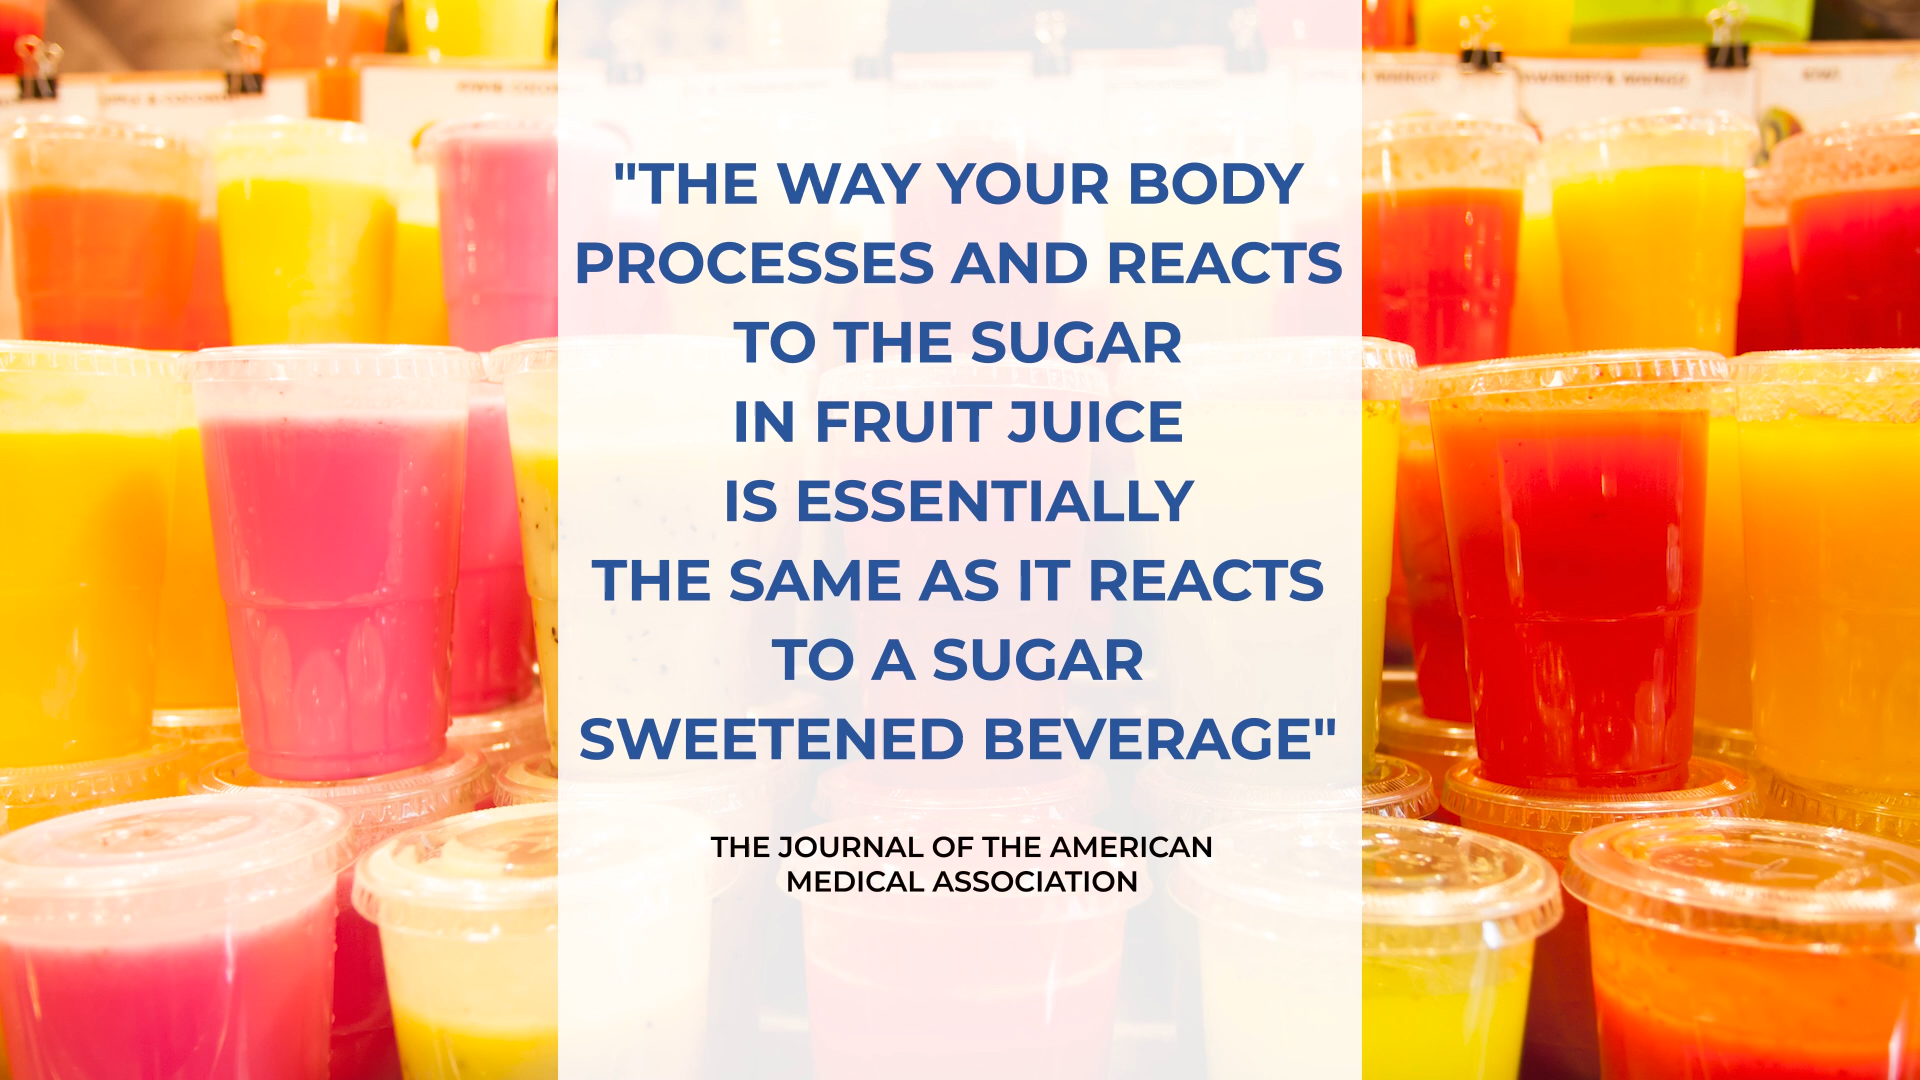 "THE WAY YOUR BODY
PROCESSES AND REACTS
TO THE SUGAR
IN FRUIT JUICE
IS ESSENTIALLY
THE SAME AS IT REACTS
TO A SUGAR
SWEETENED BEVERAGE"
THE JOURNAL OF THE AMERICAN
MEDICAL ASSOCIATION